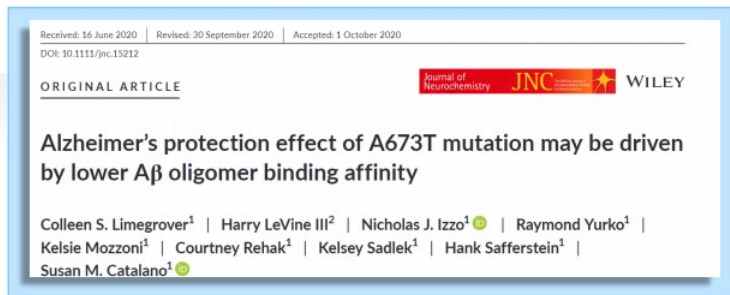 Received: 16 June 2020 | Revised: 30 September 2020 | Accepted: 1 October 2020
DOI: 10.1111/jnc.15212
ORIGINAL ARTICLE
Journal of
Neurochemistry
JNC
WILEY
Alzheimer's protection effect of A673T mutation may be driven
by lower Aβ oligomer binding affinity
Colleen S. Limegrover¹ | Harry LeVine III² | Nicholas J. Izzo¹ iD | Raymond Yurko¹ |
Kelsie Mozzoni¹ | Courtney Rehak¹ | Kelsey Sadlek¹ | Hank Safferstein¹ |
Susan M. Catalano¹ iD